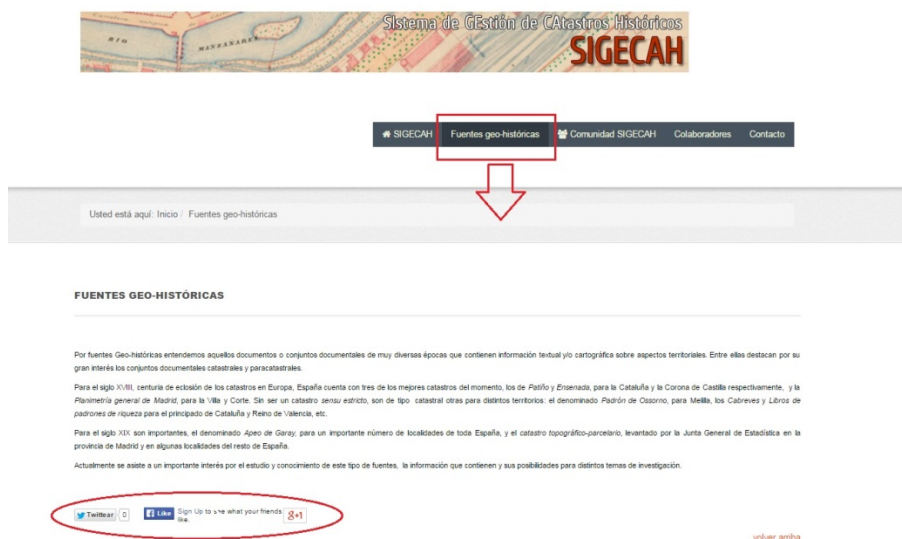 SIstema de GEstión de CAtastros Históricos
SIGECAH
RIO
MANZANARES
SIGECAH Fuentes geo-históricas Comunidad SIGECAH Colaboradores Contacto
Usted está aquí: Inicio / Fuentes geo-históricas
FUENTES GEO-HISTÓRICAS
Por fuentes Geo-históricas entendemos aquellos documentos o conjuntos documentales de muy diversas épocas que contienen información textual y/o cartográfica sobre aspectos territoriales. Entre ellas destacan por su
gran interés los conjuntos documentales catastrales y paracatastrales.
Para el siglo XVIII, centuria de eclosión de los catastros en Europa, España cuenta con tres de los mejores catastros del momento, los de Patiño y Ensenada, para la Cataluña y la Corona de Castilla respectivamente, y la
Planimetría general de Madrid, para la Villa y Corte. Sin ser un catastro sensu estricto, son de tipo catastral otras para distintos territorios: el denominado Padrón de Ossorno, para Melilla, los Cabreves y Libros de
padrones de riqueza para el principado de Cataluña y Reino de Valencia, etc.
Para el siglo XIX son importantes, el denominado Apeo de Garay, para un importante número de localidades de toda España, y el catastro topográfico-parcelario, levantado por la Junta General de Estadística en la
provincia de Madrid y en algunas localidades del resto de España.
Actualmente se asiste a un importante interés por el estudio y conocimiento de este tipo de fuentes, la información que contienen y sus posibilidades para distintos temas de investigación.
Twittear 0 Like Sign Up to see what your friends
like.
g+1
volver arriba